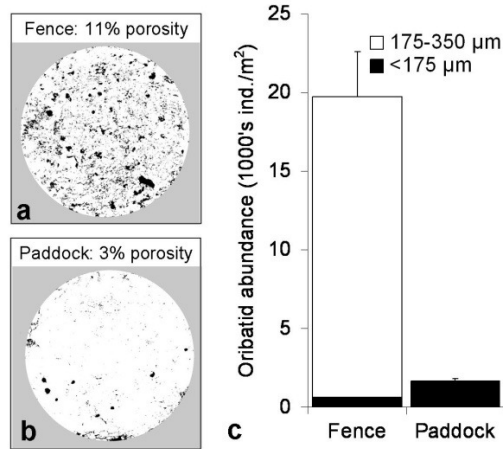 Fence: 11% porosity
a
Paddock: 3% porosity
b
175-350 µm
<175 µm
Oribatid abundance (1000's ind./m²)
25
20
15
10
5
0
Fence
Paddock
c